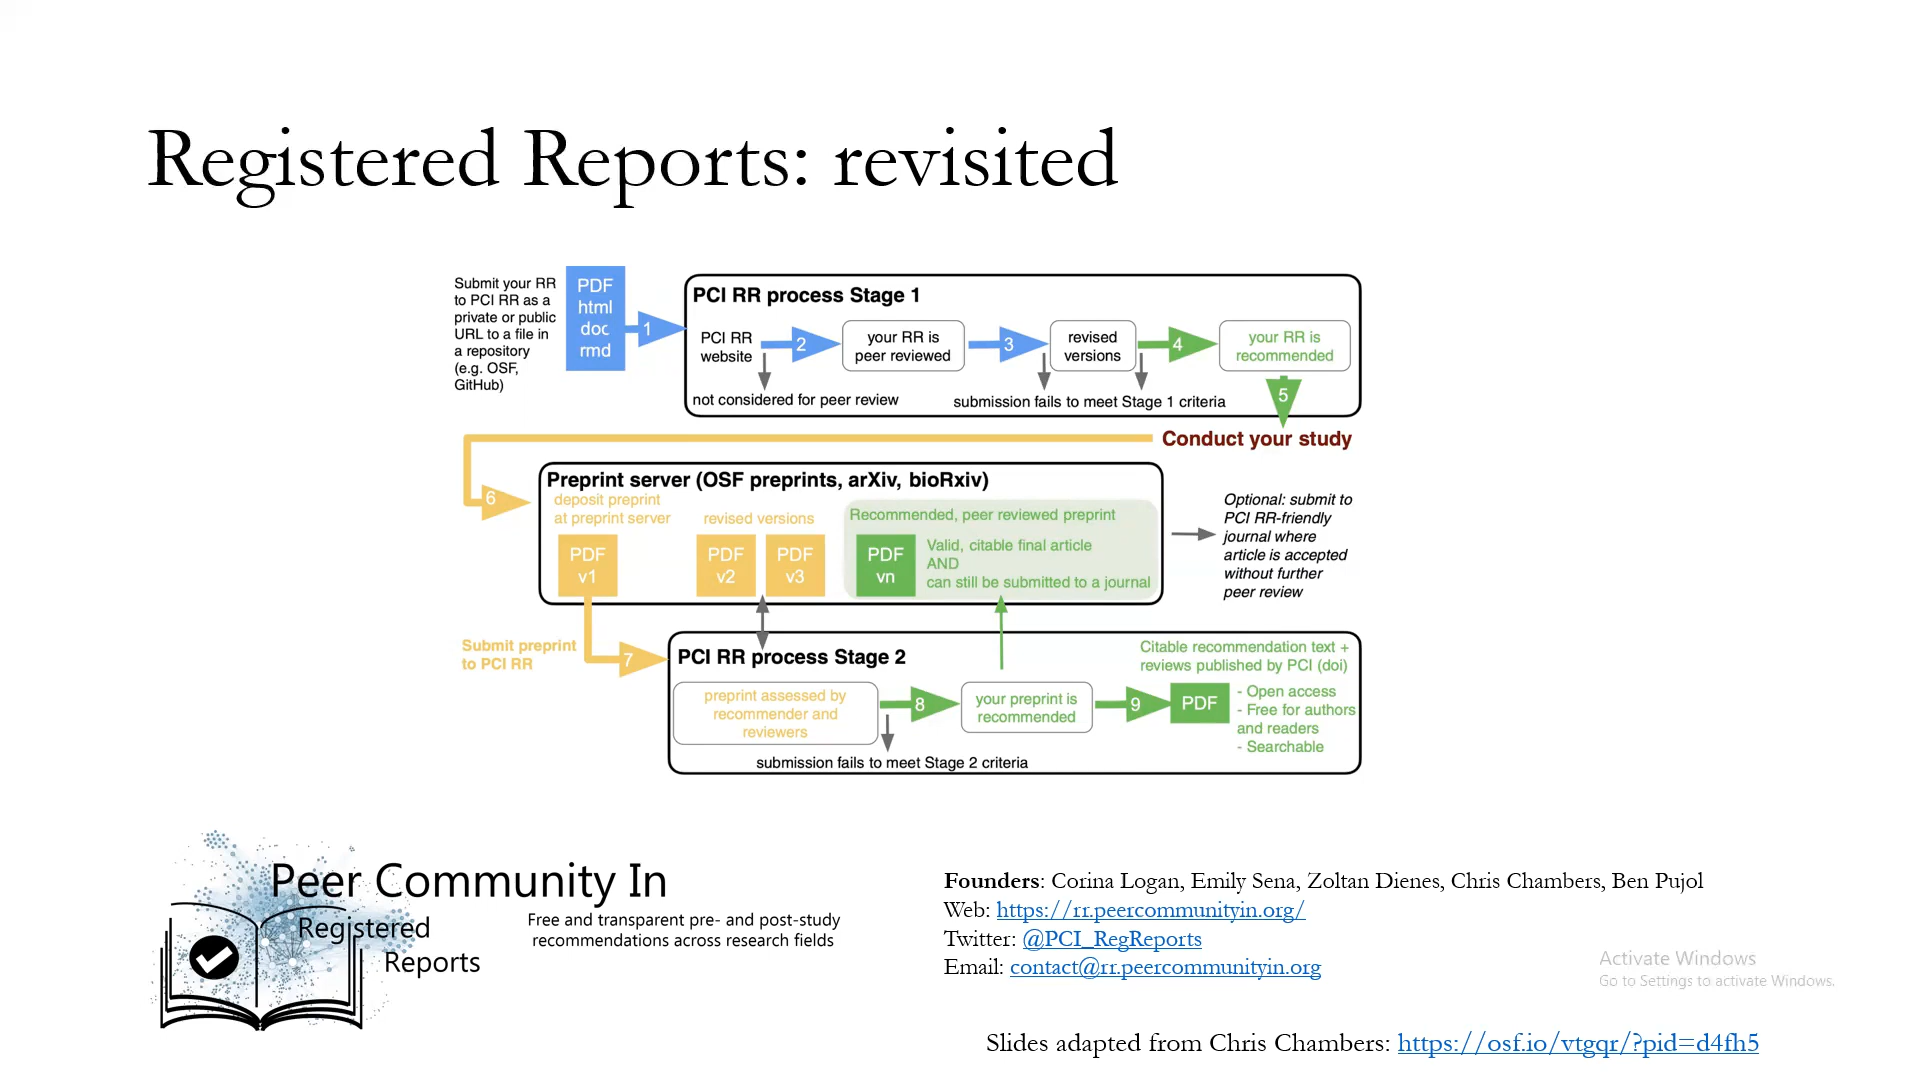 Registered Reports: revisited
Submit your RR
to PCI RR as a
private or public
URL to a file in
a repository
(e.g. OSF,
GitHub)
PDF
html
doc
rmd
1
PCI RR process Stage 1
PCI RR
website
2
your RR is
peer reviewed
3
revised
versions
4
your RR is
recommended
not considered for peer review
submission fails to meet Stage 1 criteria
5
Conduct your study
6
Preprint server (OSF preprints, arXiv, bioRxiv)
deposit preprint
at preprint server
revised versions
Recommended, peer reviewed preprint
PDF
v1
PDF
v2
PDF
v3
PDF
vn
Valid, citable final article
AND
can still be submitted to a journal
Optional: submit to
PCI RR-friendly
journal where
article is accepted
without further
peer review
Submit preprint
to PCI RR
7
PCI RR process Stage 2
preprint assessed by
recommender and
reviewers
8
your preprint is
recommended
9
PDF
Citable recommendation text +
reviews published by PCI (doi)
- Open access
- Free for authors
and readers
- Searchable
submission fails to meet Stage 2 criteria
Peer Community In
Registered
Reports
Free and transparent pre- and post-study
recommendations across research fields
Founders: Corina Logan, Emily Sena, Zoltan Dienes, Chris Chambers, Ben Pujol
Web: https://rr.peercommunityin.org/
Twitter: @PCI_RegReports
Email: contact@rr.peercommunityin.org
Activate Windows
Go to Settings to activate Windows.
Slides adapted from Chris Chambers: https://osf.io/vtgqr/?pid=d4fh5